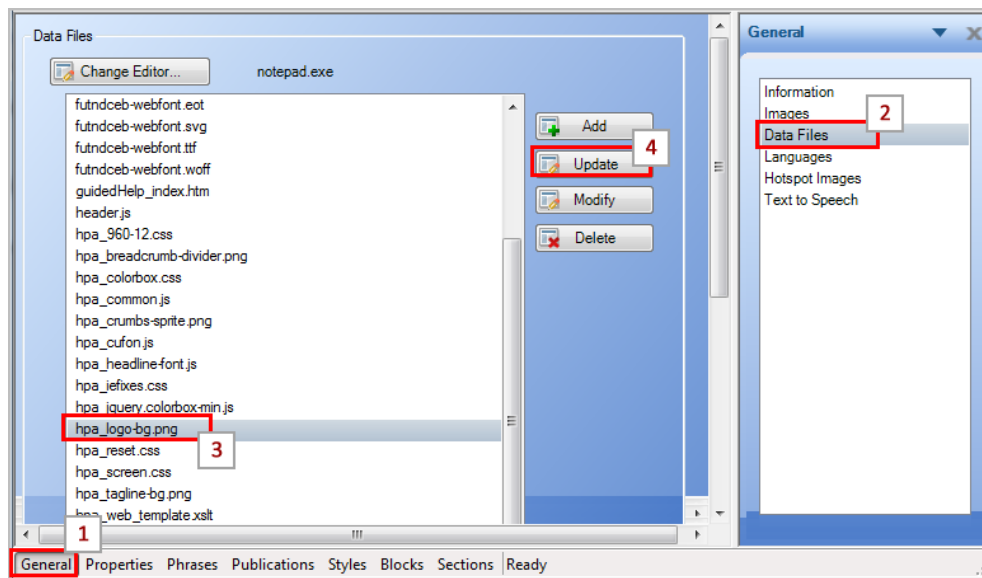 Data Files
Change Editor...
notepad.exe
futndceb-webfont.eot
futndceb-webfont.svg
futndceb-webfont.ttf
futndceb-webfont.woff
guidedHelp_index.htm
header.js
hpa_960-12.css
hpa_breadcrumb-divider.png
hpa_colorbox.css
hpa_common.js
hpa_crumbs-sprite.png
hpa_cufon.js
hpa_headline-font.js
hpa_iefixes.css
hpa_jquery.colorbox-min.js
hpa_logo-bg.png
3
hpa_reset.css
hpa_screen.css
hpa_tagline-bg.png
hpa_web_template.xslt
1
Add
4
Update
Modify
Delete
General
Information
Images
2
Data Files
Languages
Hotspot Images
Text to Speech
General Properties Phrases Publications Styles Blocks Sections Ready